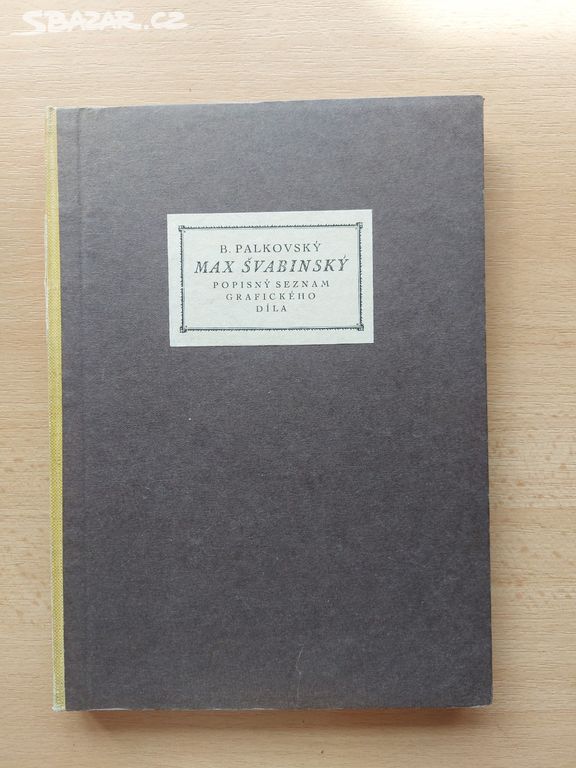 SBAZAR.CZ
B. PALKOVSKÝ
MAX ŠVABINSKÝ
POPISNÝ SEZNAM
GRAFICKÉHO
DÍLA